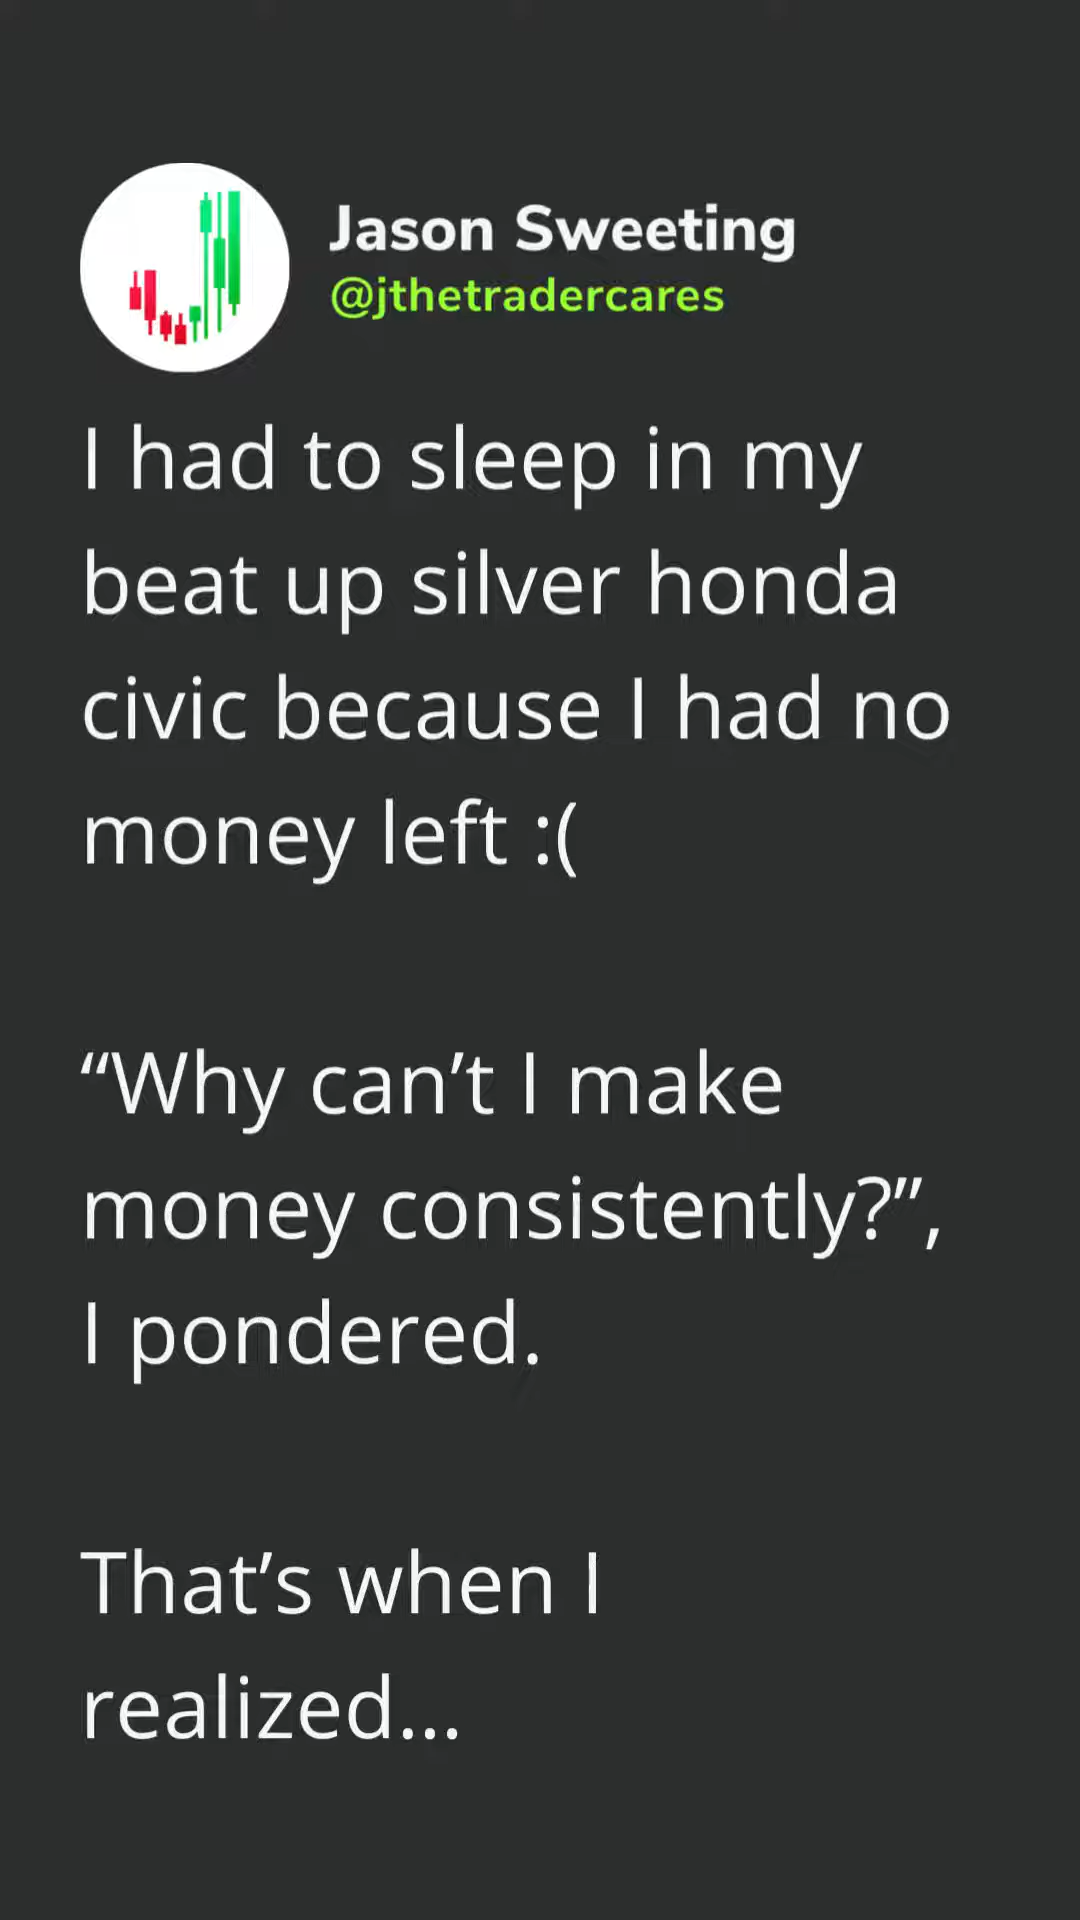 Jason Sweeting
@jthetradercares
I had to sleep in my
beat up silver honda
civic because I had no
money left :(
“Why can’t I make
money consistently?”,
I pondered.
That’s when I
realized...